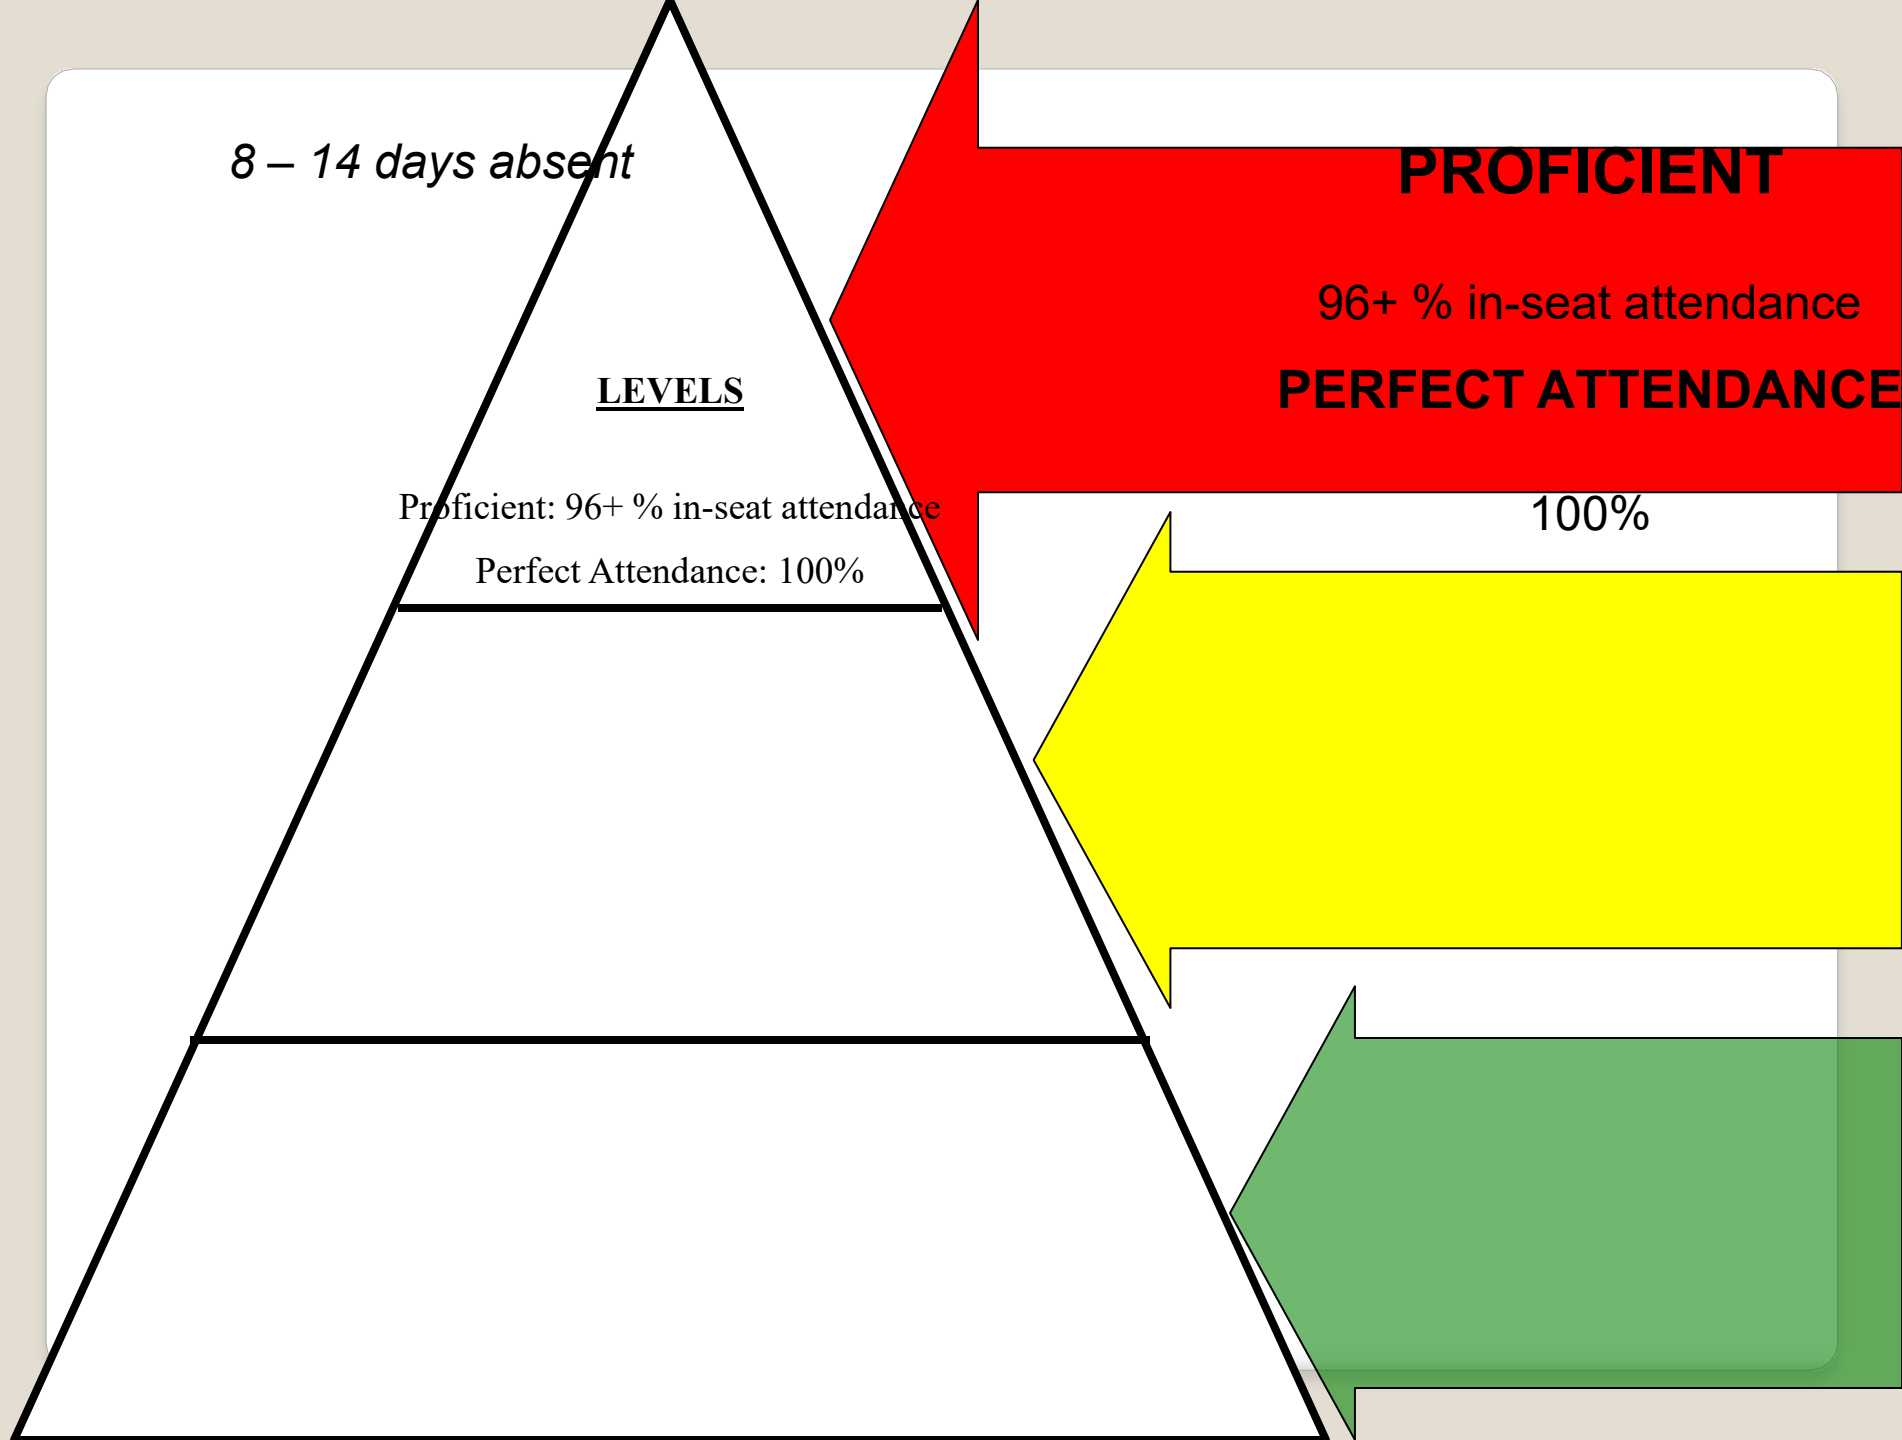 8 – 14 days absent
PROFICIENT
96+ % in-seat attendance
PERFECT ATTENDANCE
100%
LEVELS
Proficient: 96+ % in-seat attendance
Perfect Attendance: 100%